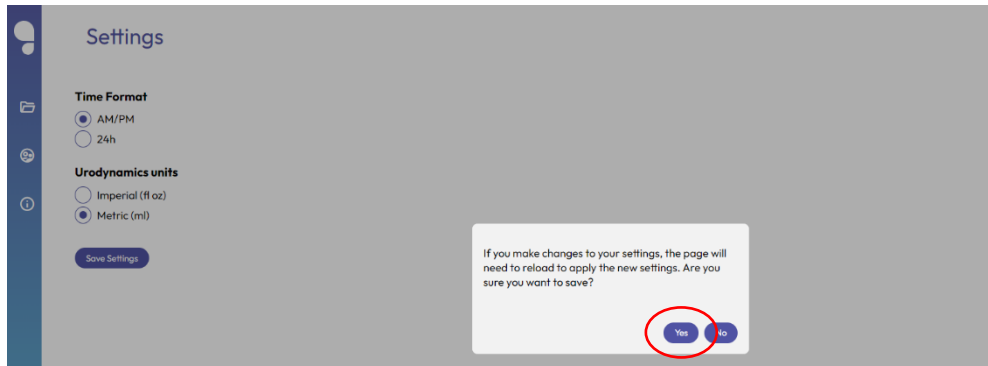 Settings
Time Format
AM/PM
24h
Urodynamics units
Imperial (fl oz)
Metric (ml)
Save Settings
If you make changes to your settings, the page will
need to reload to apply the new settings. Are you
sure you want to save?
Yes No